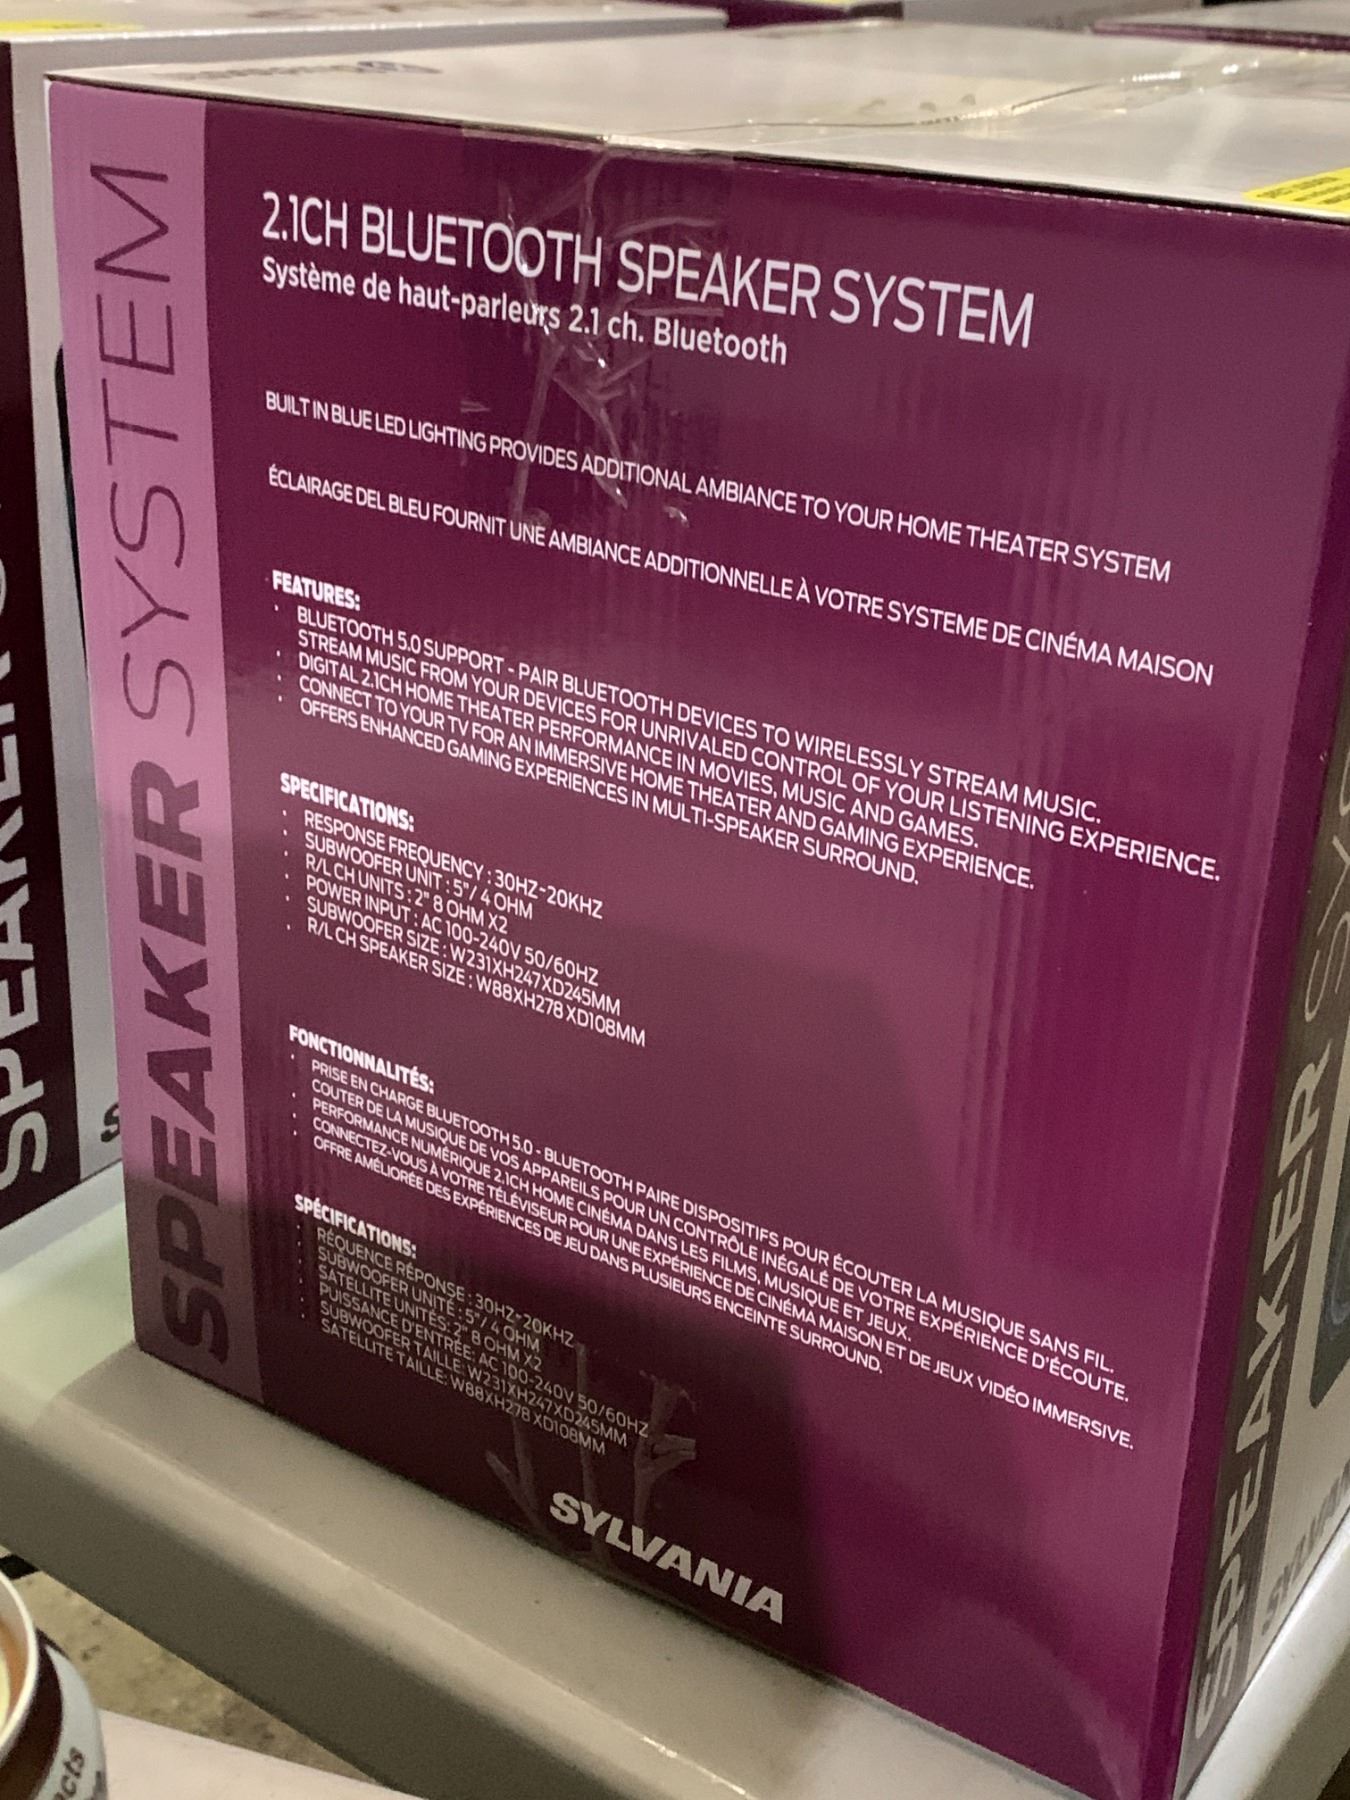 SPEAKER SYSTEM
2.1CH BLUETOOTH SPEAKER SYSTEM
Système de haut-parleurs 2.1 ch. Bluetooth
BUILT IN BLUE LED LIGHTING PROVIDES ADDITIONAL AMBIANCE TO YOUR HOME THEATER SYSTEM
ÉCLAIRAGE DEL BLEU FOURNIT UNE AMBIANCE ADDITIONNELLE À VOTRE SYSTEME DE CINÉMA MAISON
FEATURES:
· BLUETOOTH 5.0 SUPPORT - PAIR BLUETOOTH DEVICES TO WIRELESSLY STREAM MUSIC.
STREAM MUSIC FROM YOUR DEVICES FOR UNRIVALED CONTROL OF YOUR LISTENING EXPERIENCE.
· DIGITAL 2.1CH HOME THEATER PERFORMANCE IN MOVIES, MUSIC AND GAMES.
· CONNECT TO YOUR TV FOR AN IMMERSIVE HOME THEATER AND GAMING EXPERIENCE.
· OFFERS ENHANCED GAMING EXPERIENCES IN MULTI-SPEAKER SURROUND.
SPECIFICATIONS:
· RESPONSE FREQUENCY : 30HZ~20KHZ
· SUBWOOFER UNIT : 5"/ 4 OHM
· R/L CH UNITS : 2" 8 OHM X2
· POWER INPUT : AC 100-240V 50/60HZ
· SUBWOOFER SIZE : W231XH247XD245MM
· R/L CH SPEAKER SIZE : W88XH278 XD108MM
FONCTIONNALITÉS:
· PRISE EN CHARGE BLUETOOTH 5.0 - BLUETOOTH PAIRE DISPOSITIFS POUR ÉCOUTER LA MUSIQUE SANS FIL.
· COUTER DE LA MUSIQUE DE VOS APPAREILS POUR UN CONTRÔLE INÉGALÉ DE VOTRE EXPÉRIENCE D'ÉCOUTE.
· PERFORMANCE NUMÉRIQUE 2.1CH HOME CINÉMA DANS LES FILMS, MUSIQUE ET JEUX.
· CONNECTEZ-VOUS À VOTRE TÉLÉVISEUR POUR UNE EXPÉRIENCE DE CINÉMA MAISON ET DE JEUX VIDÉO IMMERSIVE.
· OFFRE AMÉLIORÉE DES EXPÉRIENCES DE JEU DANS PLUSIEURS ENCEINTE SURROUND.
SPÉCIFICATIONS:
· RÉQUENCE RÉPONSE : 30HZ~20KHZ
· SUBWOOFER UNITÉ : 5"/ 4 OHM
· SATELLITE UNITÉS: 2" 8 OHM X2
· PUISSANCE D'ENTRÉE: AC 100-240V 50/60HZ
· SUBWOOFER TAILLE: W231XH247XD245MM
· SATELLITE TAILLE: W88XH278 XD108MM
SYLVANIA
SPEAKER SYS
SYLVANIA